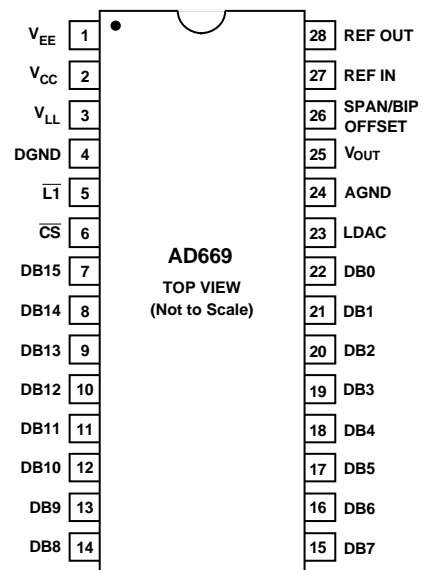 VEE 1 28 REF OUT
VCC 2 27 REF IN
VLL 3 26 SPAN/BIP
OFFSET
DGND 4 25 VOUT
L1 5 24 AGND
CS 6 23 LDAC
AD669
TOP VIEW
(Not to Scale)
DB15 7 22 DB0
DB14 8 21 DB1
DB13 9 20 DB2
DB12 10 19 DB3
DB11 11 18 DB4
DB10 12 17 DB5
DB9 13 16 DB6
DB8 14 15 DB7